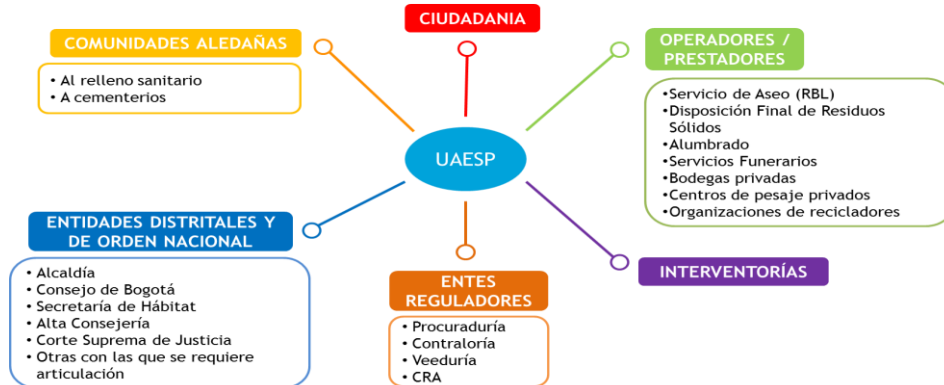 CIUDADANIA
COMUNIDADES ALEDAÑAS
• Al relleno sanitario
• A cementerios
OPERADORES /
PRESTADORES
•Servicio de Aseo (RBL)
•Disposición Final de Residuos
Sólidos
•Alumbrado
•Servicios Funerarios
•Bodegas privadas
•Centros de pesaje privados
•Organizaciones de recicladores
UAESP
ENTIDADES DISTRITALES Y
DE ORDEN NACIONAL
• Alcaldía
• Consejo de Bogotá
• Secretaría de Hábitat
• Alta Consejería
• Corte Suprema de Justicia
• Otras con las que se requiere
articulación
ENTES
REGULADORES
• Procuraduría
• Contraloría
• Veeduría
• CRA
INTERVENTORÍAS